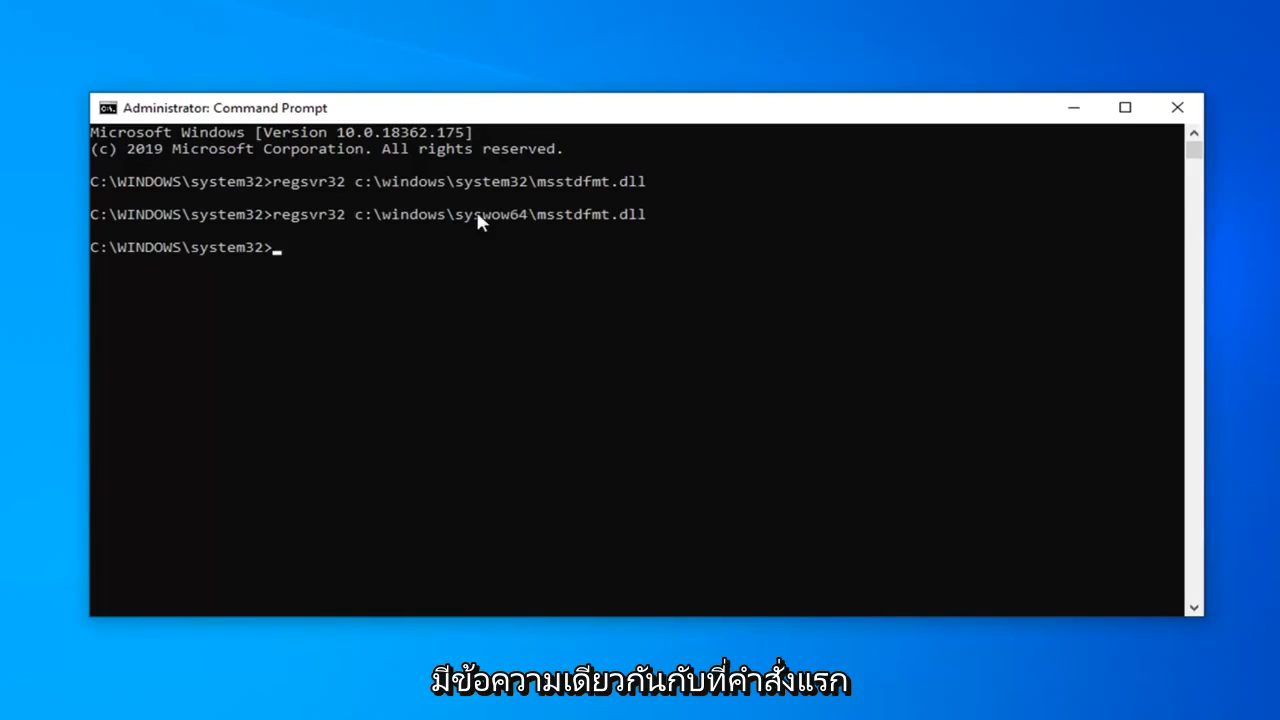 Administrator: Command Prompt
Microsoft Windows [Version 10.0.18362.175]
(c) 2019 Microsoft Corporation. All rights reserved.
C:\WINDOWS\system32>regsvr32 c:\windows\system32\msstdfmt.dll
C:\WINDOWS\system32>regsvr32 c:\windows\syswow64\msstdfmt.dll
C:\WINDOWS\system32>
มีข้อความเดียวกันกับที่คำสั่งแรก